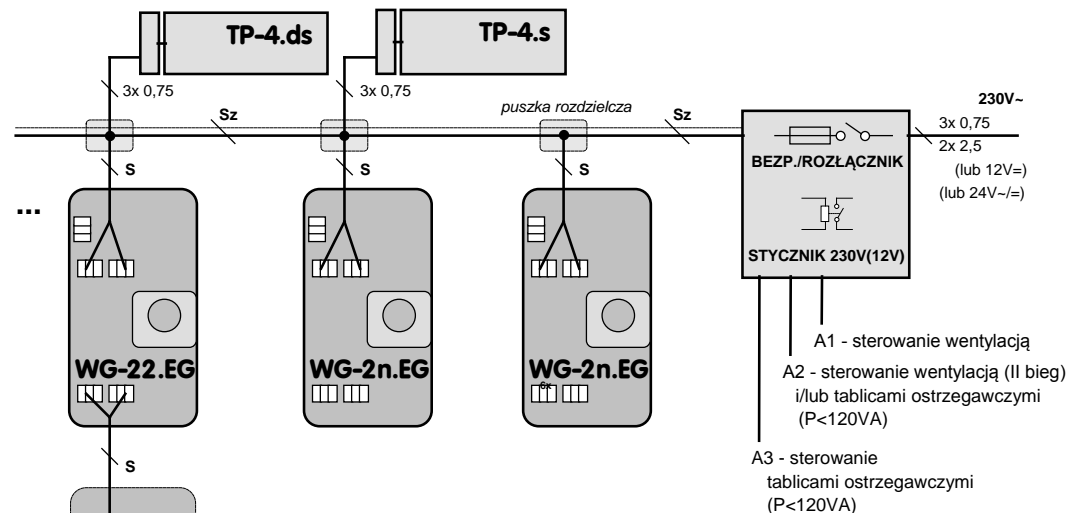 TP-4.ds
TP-4.s
3x 0,75
3x 0,75
puszka rozdzielcza
230V~
Sz
Sz
3x 0,75
2x 2,5
(lub 12V=)
(lub 24V~/=)
BEZP./ROZŁĄCZNIK
S
S
S
...
STYCZNIK 230V(12V)
WG-22.EG
WG-2n.EG
WG-2n.EG
6x
A1 - sterowanie wentylacją
A2 - sterowanie wentylacją (II bieg)
i/lub tablicami ostrzegawczymi
(P<120VA)
A3 - sterowanie
tablicami ostrzegawczymi
(P<120VA)
S